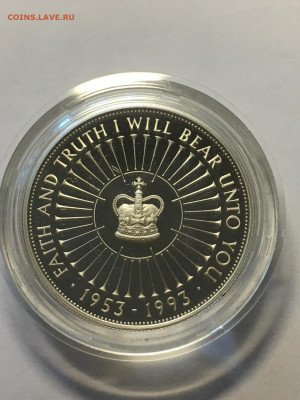 COINS.LAVE.RU
· FAITH AND TRUTH I WILL BEAR UNTO YOU ·
1953 - 1993